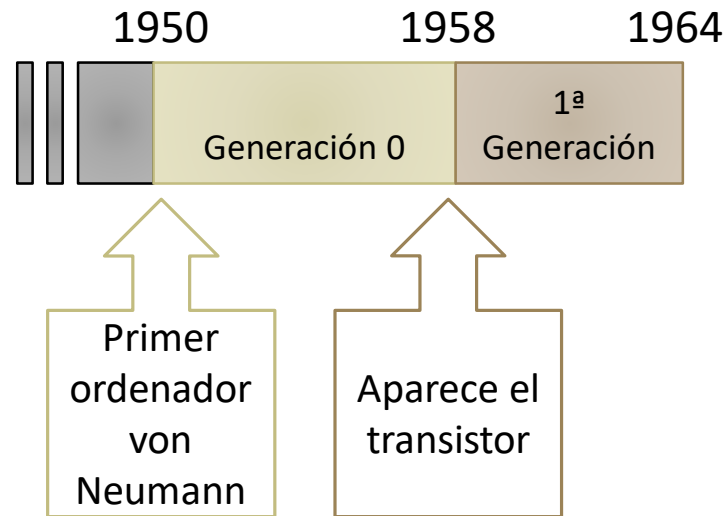 1950 1958 1964
Generación 0
1ª
Generación
Primer
ordenador
von
Neumann
Aparece el
transistor